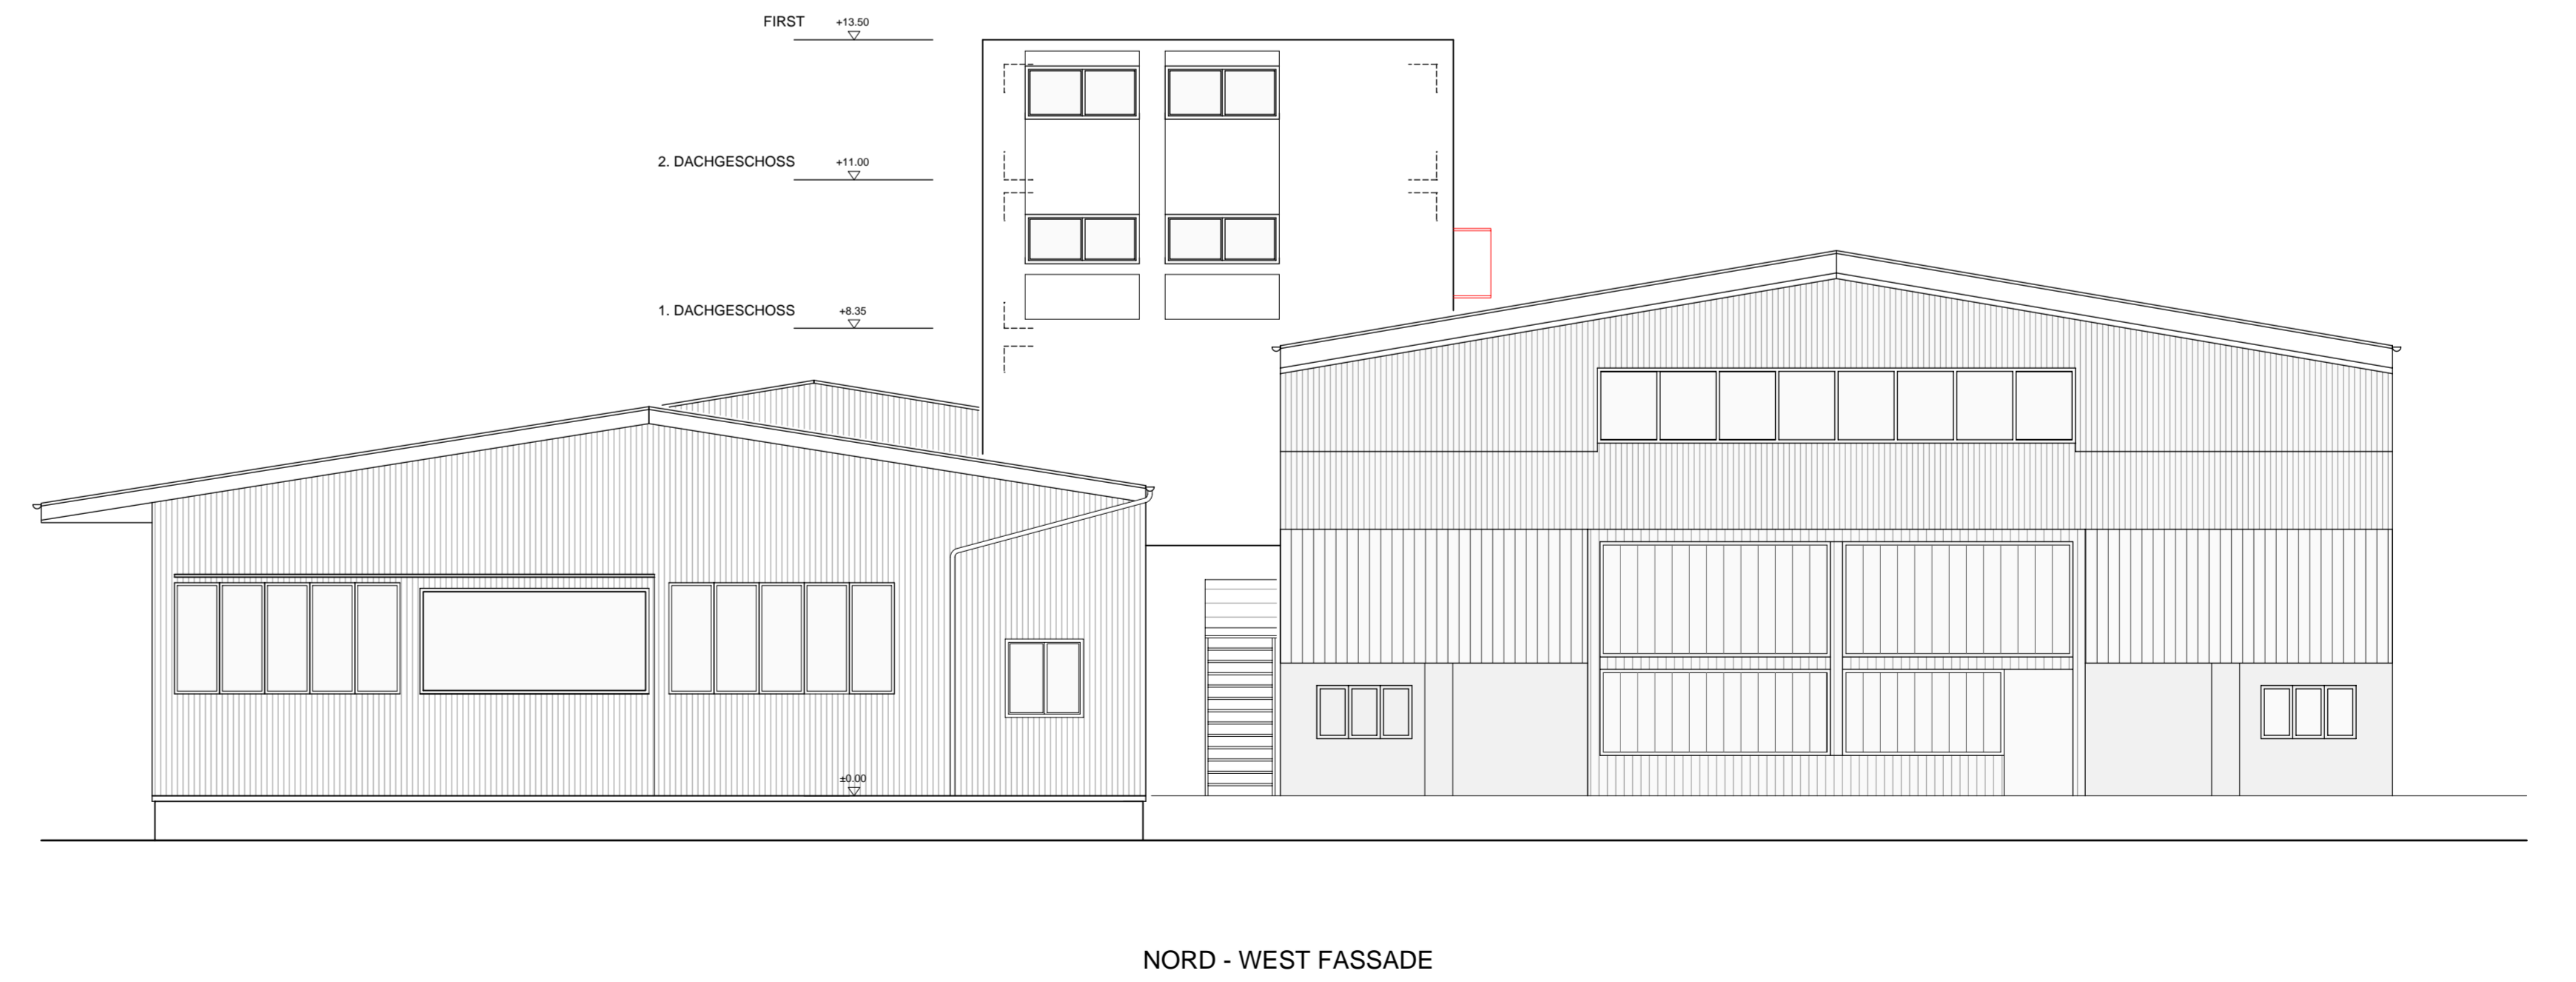 FIRST +13.50
2. DACHGESCHOSS +11.00
1. DACHGESCHOSS +8.35
±0.00
NORD - WEST FASSADE